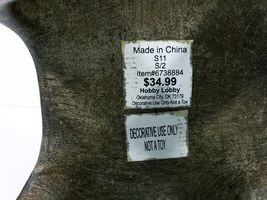 Made in China
S11
S/2
Item#6738884
$34.99
Hobby Lobby
Oklahoma City, OK 73179
Decorative Use Only-Not a Toy
DECORATIVE USE ONLY
NOT A TOY